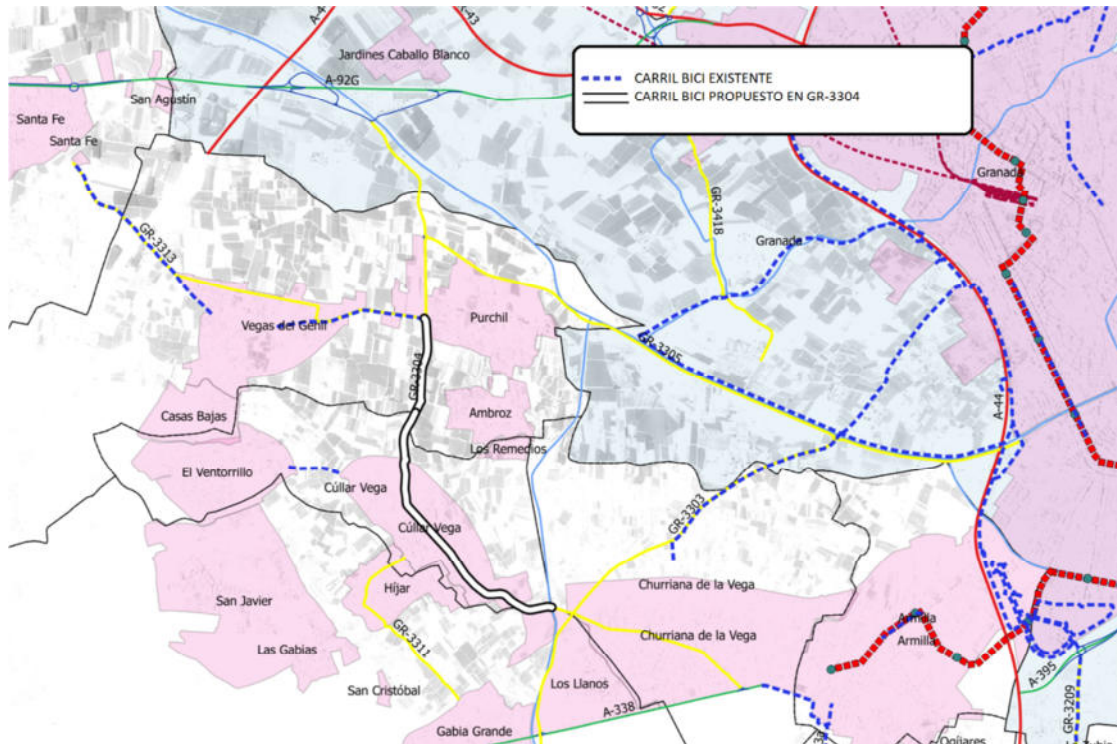 A-4
-43
Jardines Caballo Blanco
A-92G
San Agustín
Santa Fe
Santa Fe
CARRIL BICI EXISTENTE
CARRIL BICI PROPUESTO EN GR-3304
Granada
GR-3418
Granada
GR-3313
Vegas del Genil
Purchil
GR-3304
GR-3305
A-44
Casas Bajas
Ambroz
Los Remedios
El Ventorrillo
Cúllar Vega
Cúllar Vega
GR-3303
Híjar
Churriana de la Vega
San Javier
Armilla
Churriana de la Vega
Armilla
GR-3311
Las Gabias
San Cristóbal
Los Llanos
A-395
GR-3209
A-338
Gabia Grande
Ogíjares